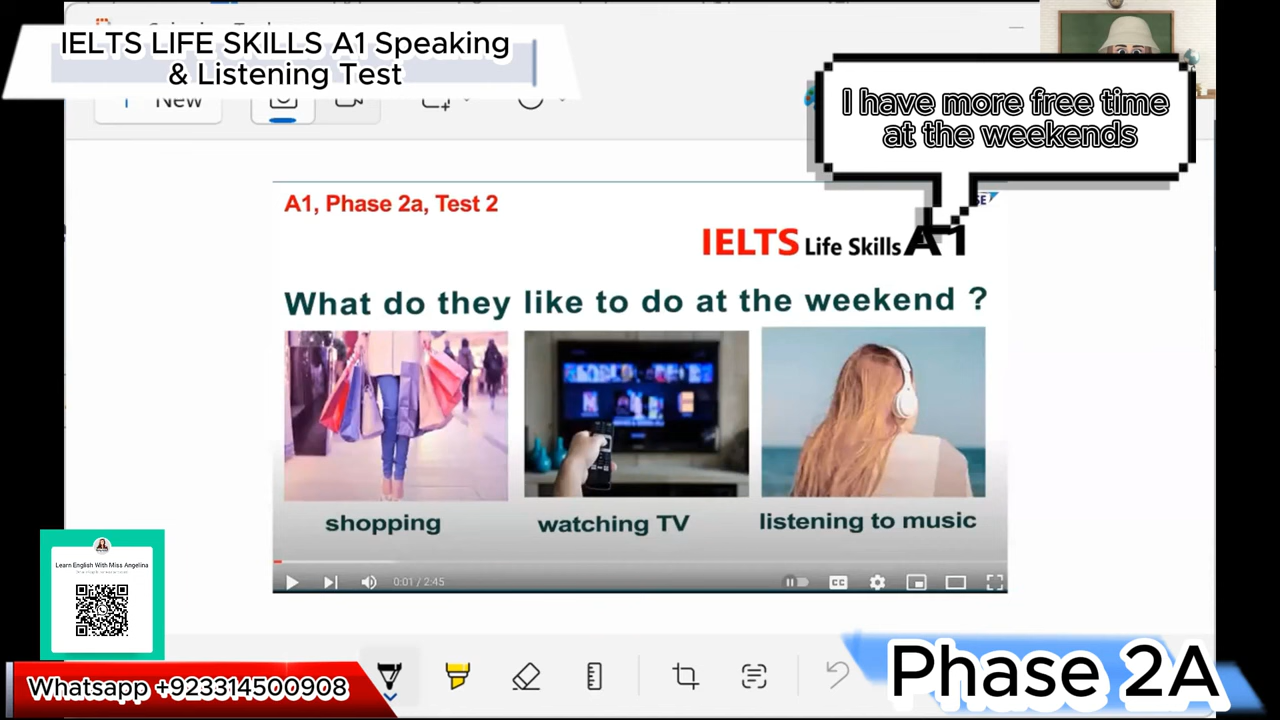 IELTS LIFE SKILLS A1 Speaking
& Listening Test
New
I have more free time
at the weekends
A1, Phase 2a, Test 2
IELTS Life Skills A1
What do they like to do at the weekend ?
shopping
watching TV
listening to music
0:01 / 2:45
CC
Learn English With Miss Angelina
Whatsapp +923314500908
Phase 2A